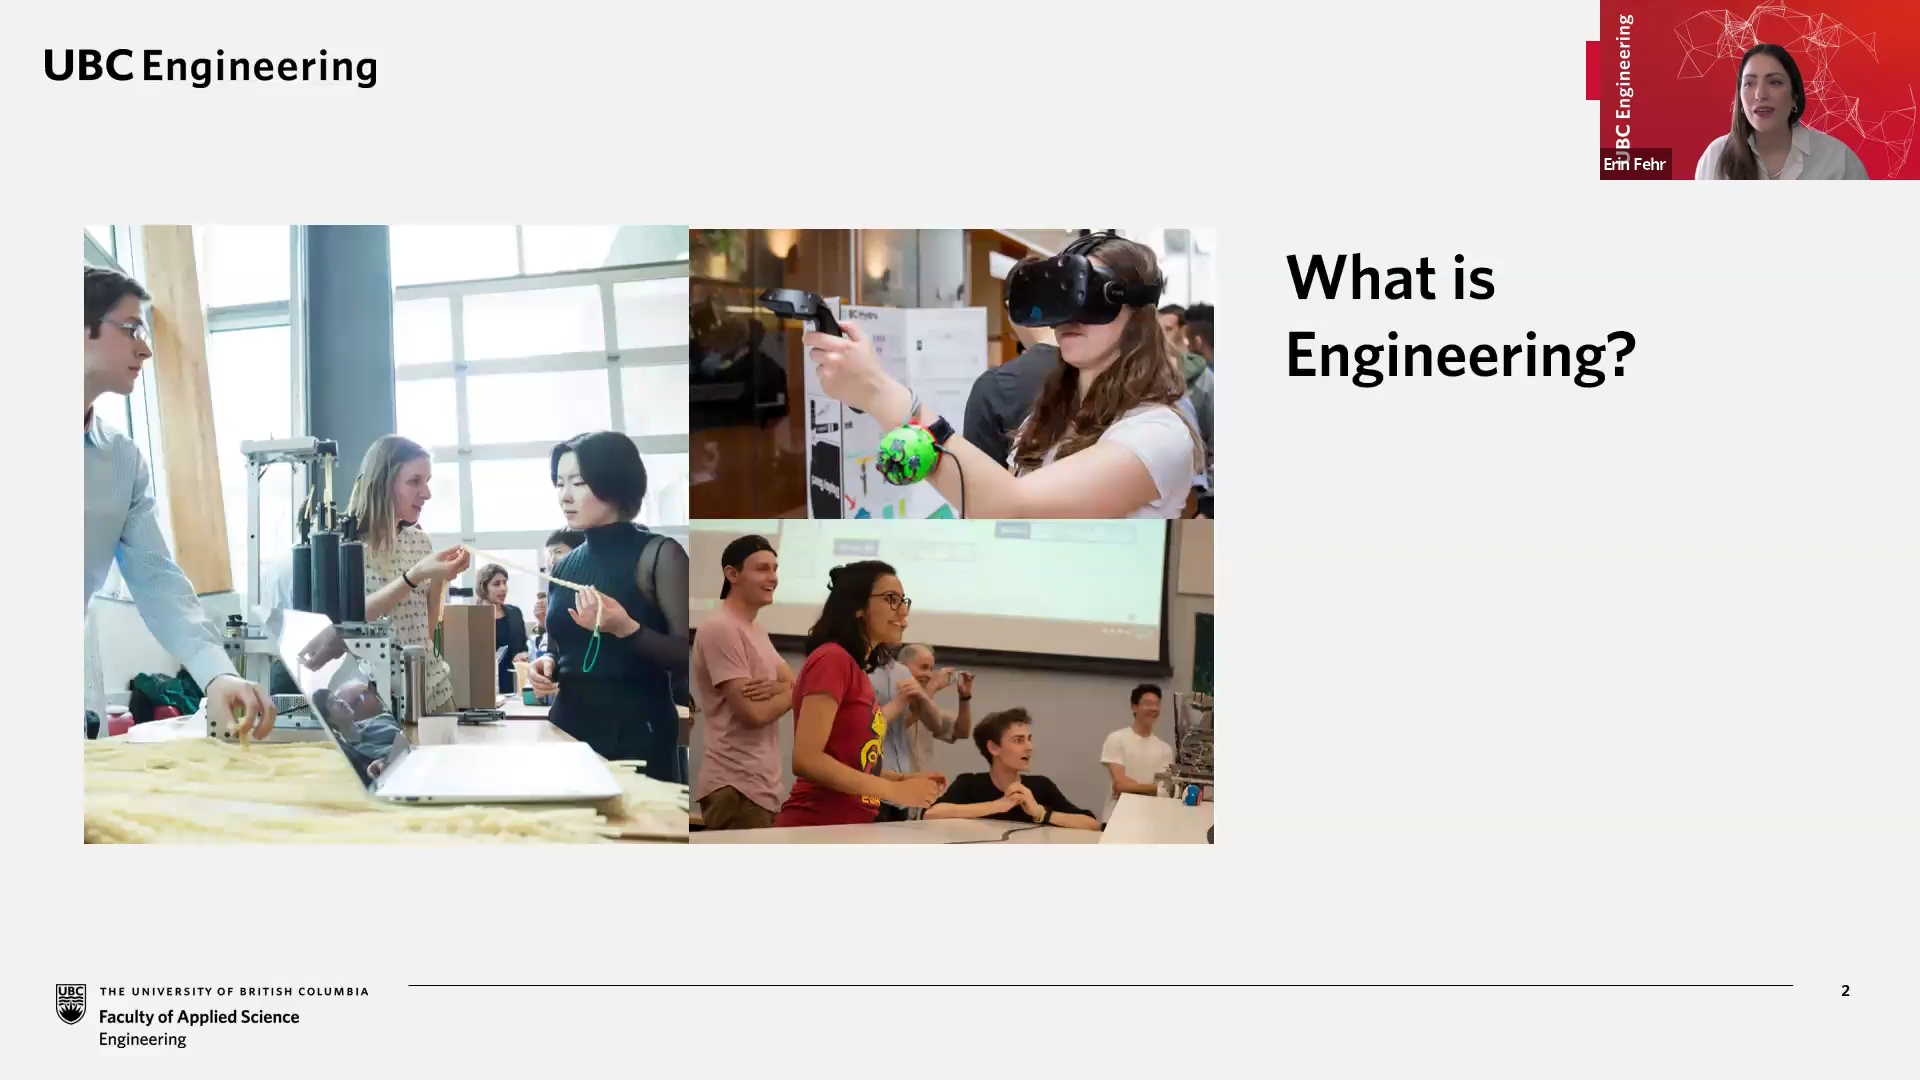 UBC Engineering
UBC Engineering
Erin Fehr
What is
Engineering?
UBC
THE UNIVERSITY OF BRITISH COLUMBIA
Faculty of Applied Science
Engineering
2